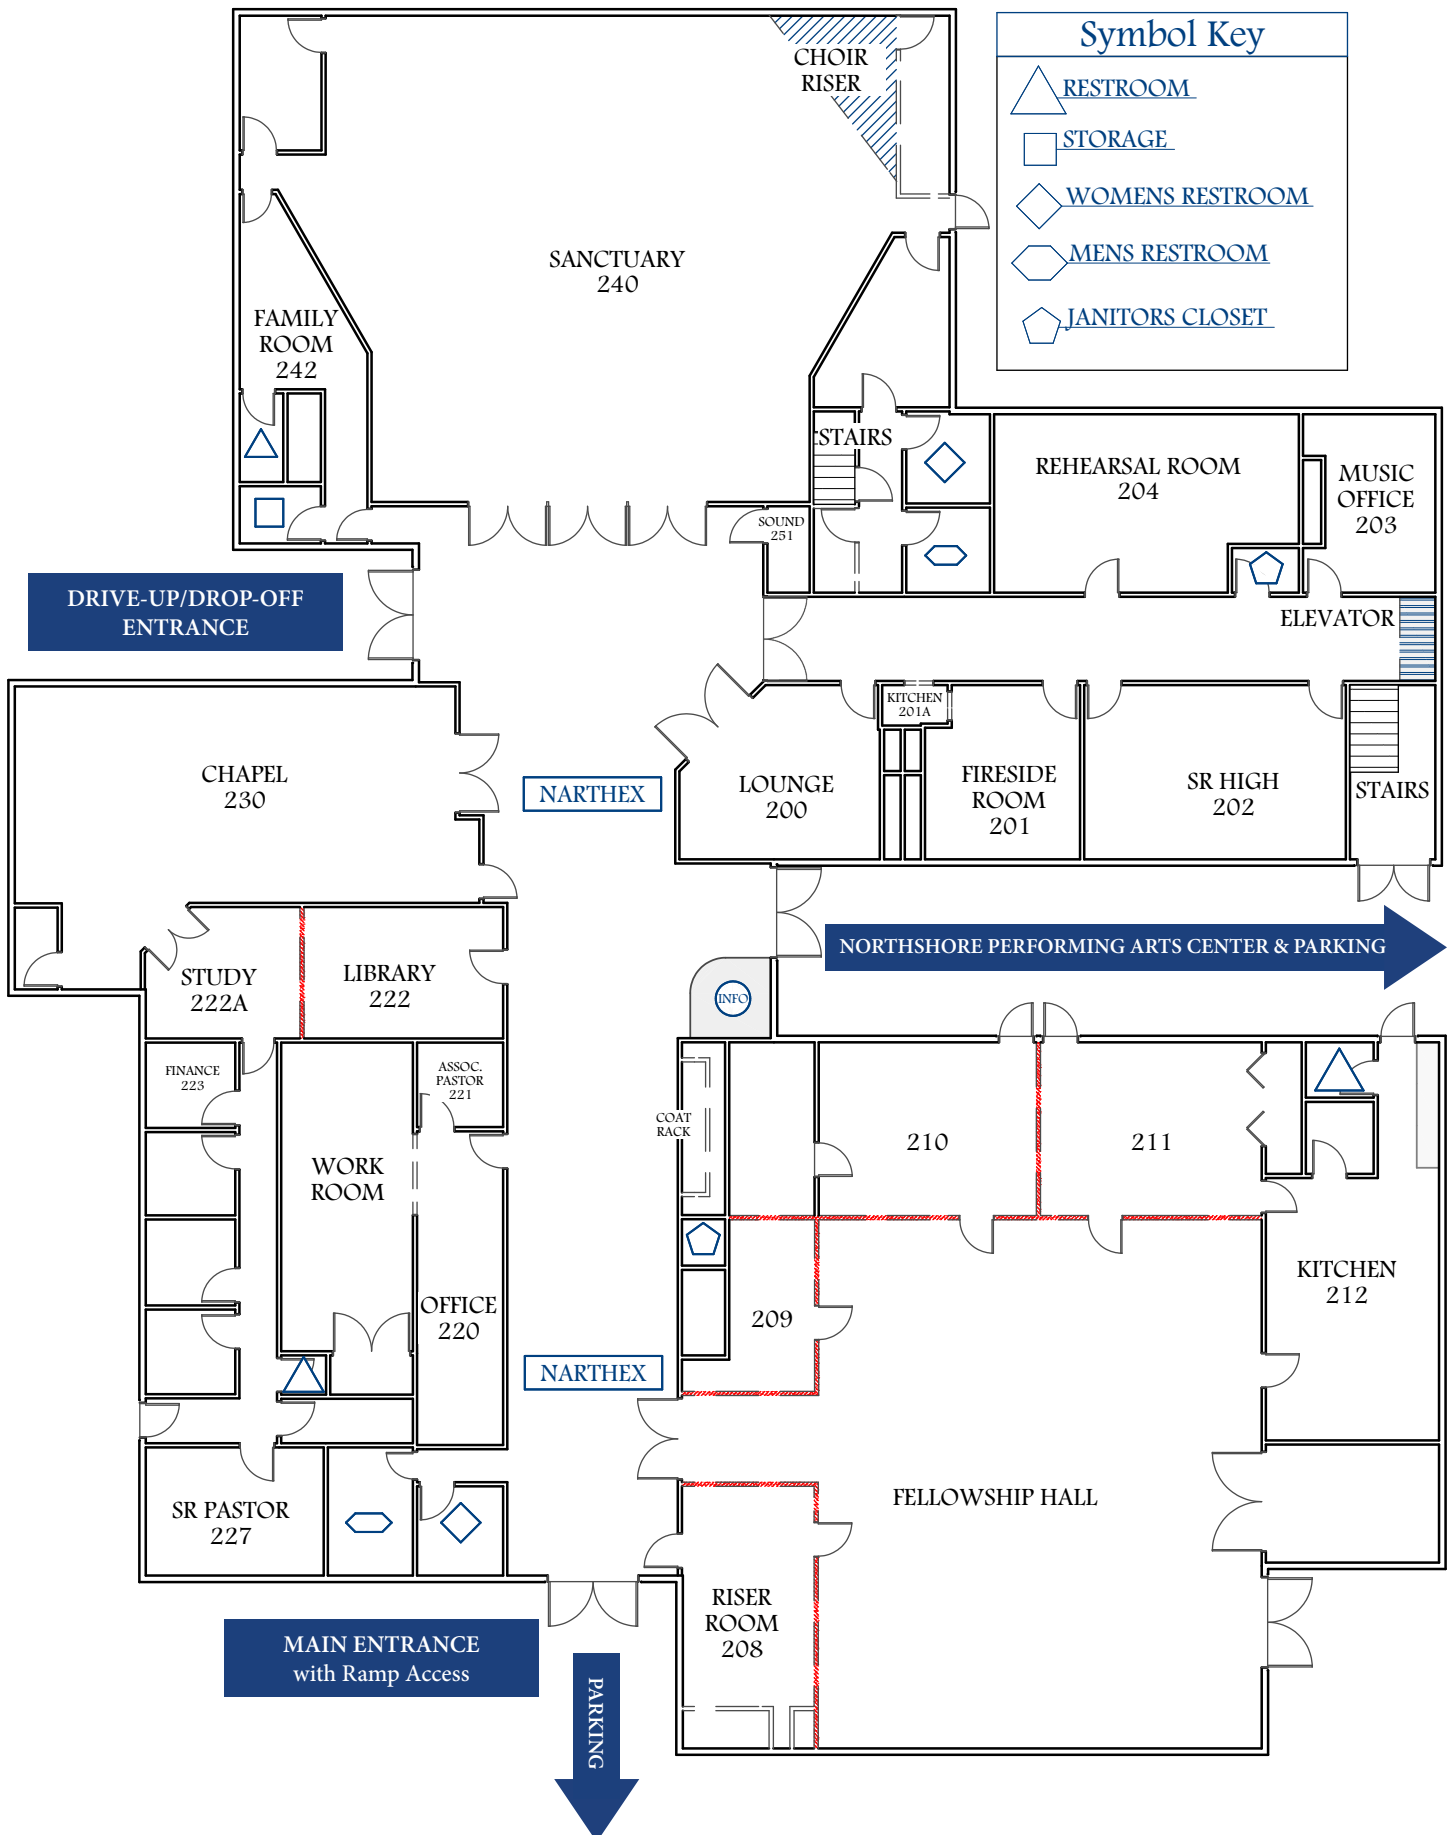 Symbol Key
RESTROOM
STORAGE
WOMENS RESTROOM
MENS RESTROOM
JANITORS CLOSET
CHOIR
RISER
SANCTUARY
240
FAMILY
ROOM
242
STAIRS
REHEARSAL ROOM
204
MUSIC
OFFICE
203
SOUND
251
DRIVE-UP/DROP-OFF
ENTRANCE
ELEVATOR
KITCHEN
201A
CHAPEL
230
NARTHEX
LOUNGE
200
FIRESIDE
ROOM
201
SR HIGH
202
STAIRS
NORTHSHORE PERFORMING ARTS CENTER & PARKING
STUDY
222A
LIBRARY
222
INFO
FINANCE
223
ASSOC.
PASTOR
221
COAT
RACK
210
211
WORK
ROOM
KITCHEN
212
OFFICE
220
209
NARTHEX
SR PASTOR
227
FELLOWSHIP HALL
RISER
ROOM
208
MAIN ENTRANCE
with Ramp Access
PARKING